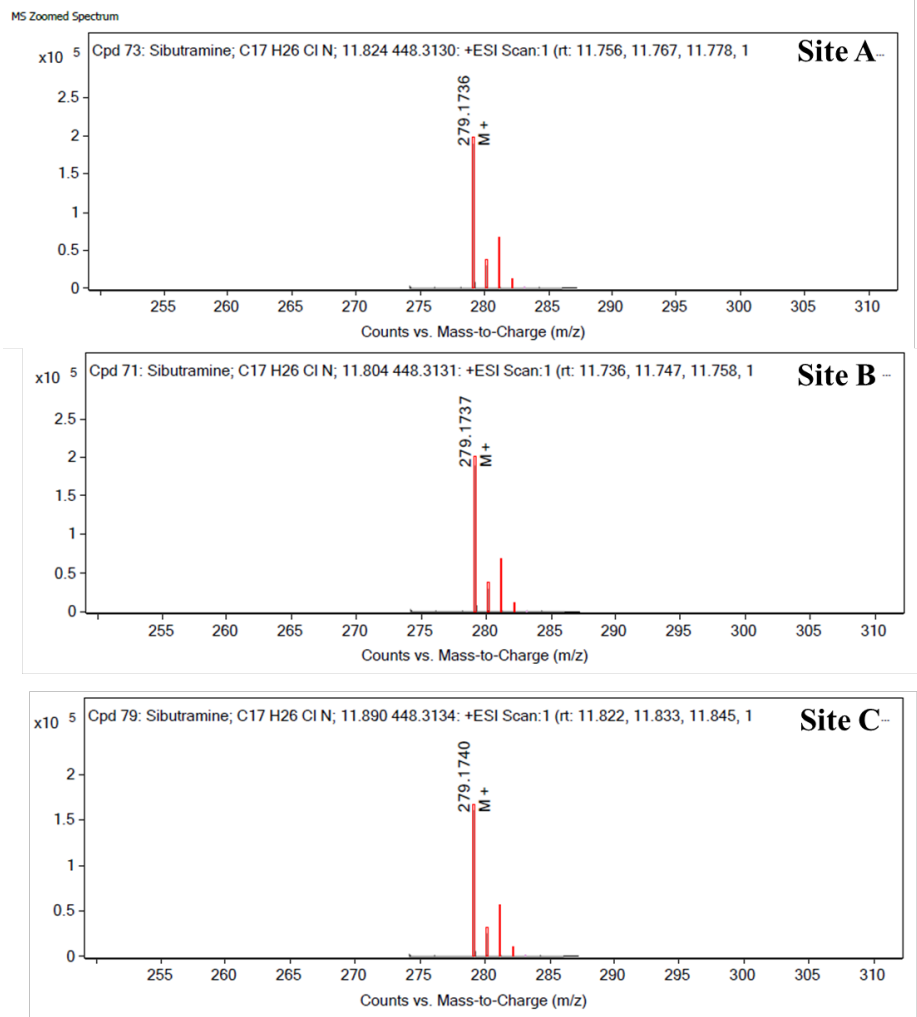 MS Zoomed Spectrum
x10 5 Cpd 73: Sibutramine; C17 H26 Cl N; 11.824 448.3130: +ESI Scan:1 (rt: 11.756, 11.767, 11.778, 1 Site A...
279.1736
M +
2.5
2
1.5
1
0.5
0
255 260 265 270 275 280 285 290 295 300 305 310
Counts vs. Mass-to-Charge (m/z)
x10 5 Cpd 71: Sibutramine; C17 H26 Cl N; 11.804 448.3131: +ESI Scan:1 (rt: 11.736, 11.747, 11.758, 1 Site B ...
279.1737
M +
2.5
2
1.5
1
0.5
0
255 260 265 270 275 280 285 290 295 300 305 310
Counts vs. Mass-to-Charge (m/z)
x10 5 Cpd 79: Sibutramine; C17 H26 Cl N; 11.890 448.3134: +ESI Scan:1 (rt: 11.822, 11.833, 11.845, 1 Site C...
279.1740
M +
2
1.5
1
0.5
0
255 260 265 270 275 280 285 290 295 300 305 310
Counts vs. Mass-to-Charge (m/z)